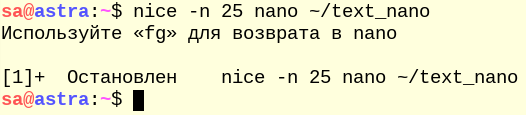 sa@astra:~$ nice -n 25 nano ~/text_nano
Используйте «fg» для возврата в nano
[1]+  Остановлен    nice -n 25 nano ~/text_nano
sa@astra:~$